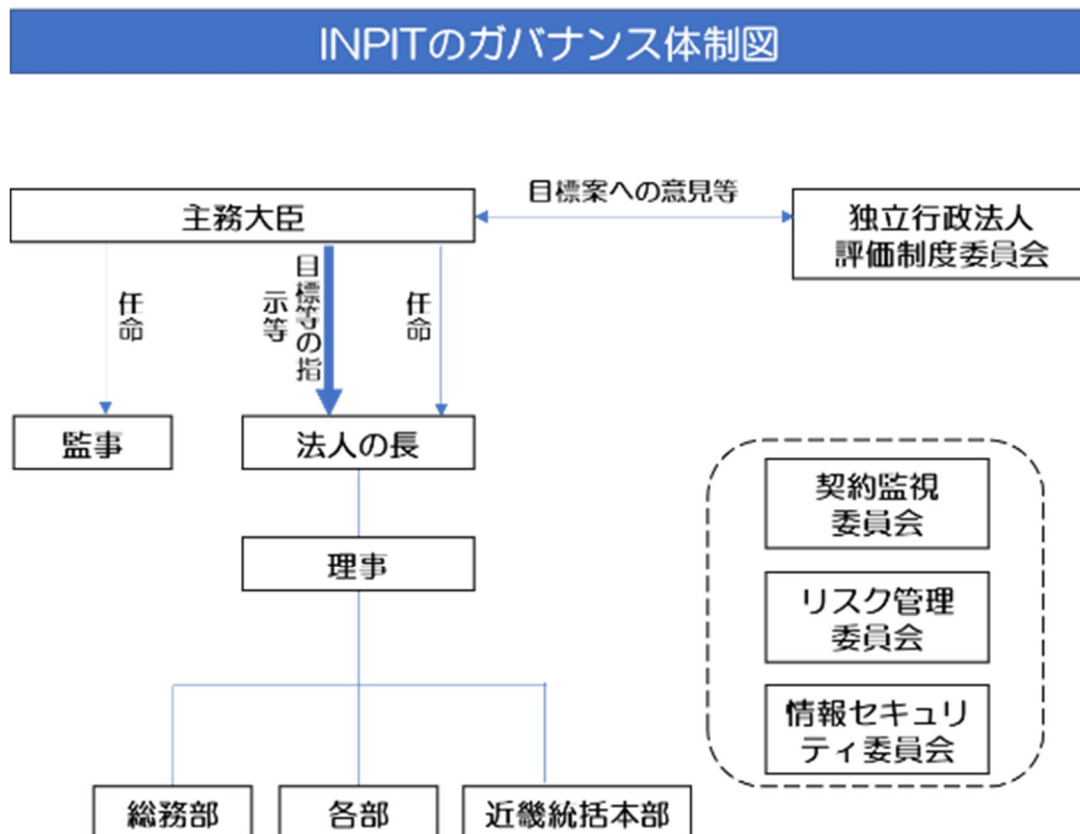 INPITのガバナンス体制図
主務大臣
目標案への意見等
独立行政法人
評価制度委員会
任命
目標等の指
示等
任命
監事
法人の長
理事
契約監視
委員会
リスク管理
委員会
情報セキュリ
ティ委員会
総務部
各部
近畿統括本部